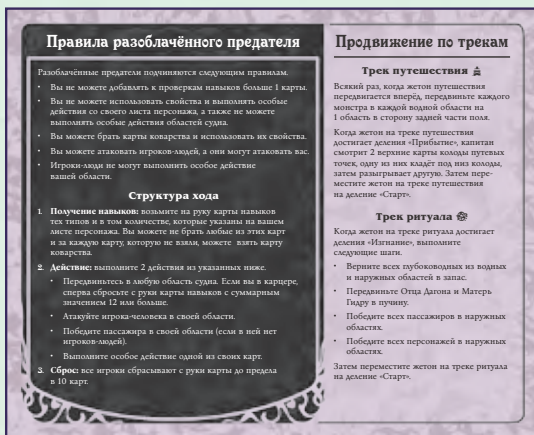 Правила разоблачённого предателя
Разоблачённые предатели подчиняются следующим правилам.
• Вы не можете добавлять к проверкам навыков больше 1 карты.
• Вы не можете использовать свойства и выполнять особые
действия со своего листа персонажа, а также не можете
выполнять особые действия областей судна.
• Вы можете брать карты коварства и использовать их свойства.
• Вы можете атаковать игроков-людей, а они могут атаковать вас.
• Игроки-люди не могут выполнить особое действие
вашей области.
Структура хода
1. Получение навыков: возьмите на руку карты навыков
тех типов и в том количестве, которые указаны на вашем
листе персонажа. Вы можете не брать любые из этих карт
и за каждую карту, которую не взяли, можете взять карту
коварства.
2. Действие: выполните 2 действия из указанных ниже.
• Передвиньтесь в любую область судна. Если вы в карцере,
сперва сбросьте с руки карты навыков с суммарным
значением 12 или больше.
• Атакуйте игрока-человека в своей области.
• Победите пассажира в своей области (если в ней нет
игроков-людей).
• Выполните особое действие одной из своих карт.
3. Сброс: все игроки сбрасывают с руки карты до предела
в 10 карт.
Продвижение по трекам
Трек путешествия
Всякий раз, когда жетон путешествия
передвигается вперёд, передвиньте каждого
монстра в каждой водной области на
1 область в сторону задней части поля.
Когда жетон на треке путешествия
достигает деления «Прибытие», капитан
смотрит 2 верхние карты колоды путевых
точек, одну из них кладёт под низ колоды,
затем разыгрывает другую. Затем пере-
местите жетон на треке путешествия
на деление «Старт».
Трек ритуала
Когда жетон на треке ритуала достигает
деления «Изгнание», выполните
следующие шаги.
• Верните всех глубоководных из водных
и наружных областей в запас.
• Передвиньте Отца Дагона и Матерь
Гидру в пучину.
• Победите всех пассажиров в наружных
областях.
• Победите всех персонажей в наружных
областях.
Затем переместите жетон на треке ритуала
на деление «Старт».